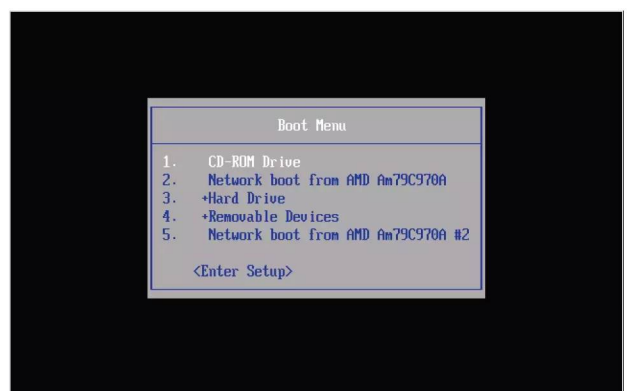 Boot Menu
1. CD-ROM Drive
2. Network boot from AMD Am79C970A
3. +Hard Drive
4. +Removable Devices
5. Network boot from AMD Am79C970A #2
<Enter Setup>